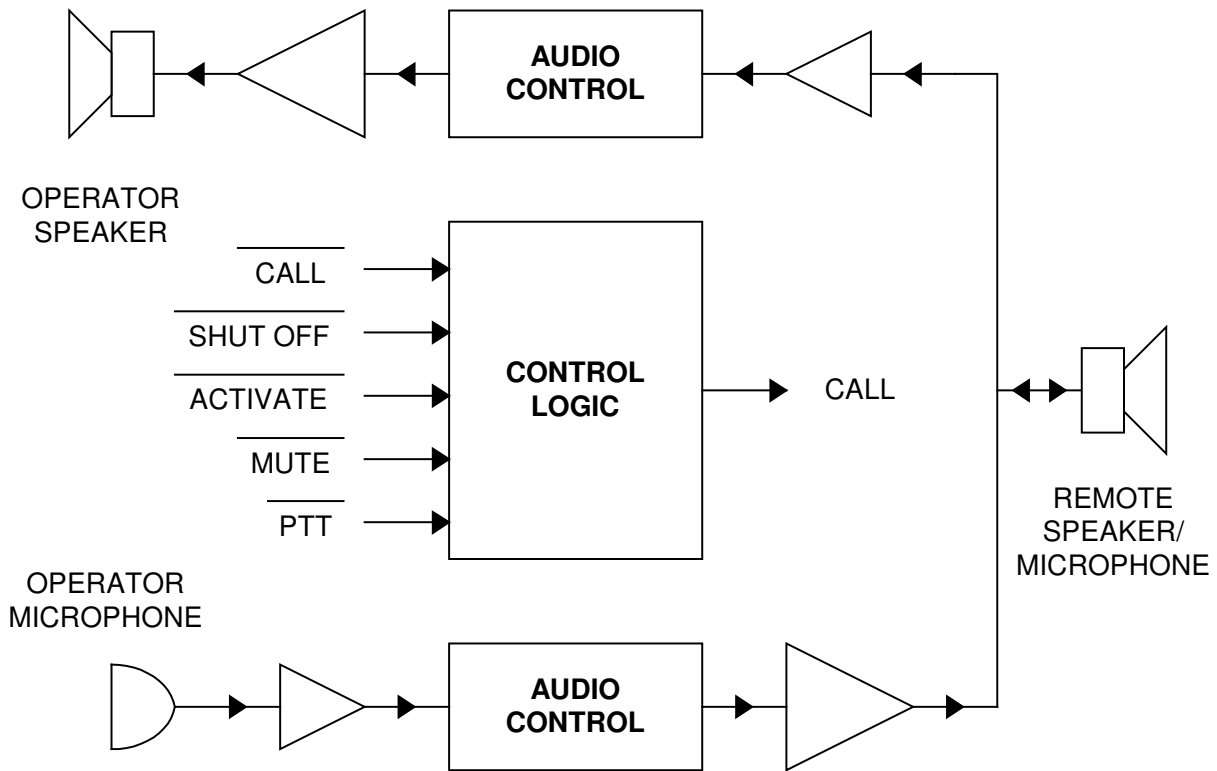 AUDIO
CONTROL
OPERATOR
SPEAKER
CALL
SHUT OFF
ACTIVATE
MUTE
PTT
CONTROL
LOGIC
CALL
REMOTE
SPEAKER/
MICROPHONE
OPERATOR
MICROPHONE
AUDIO
CONTROL